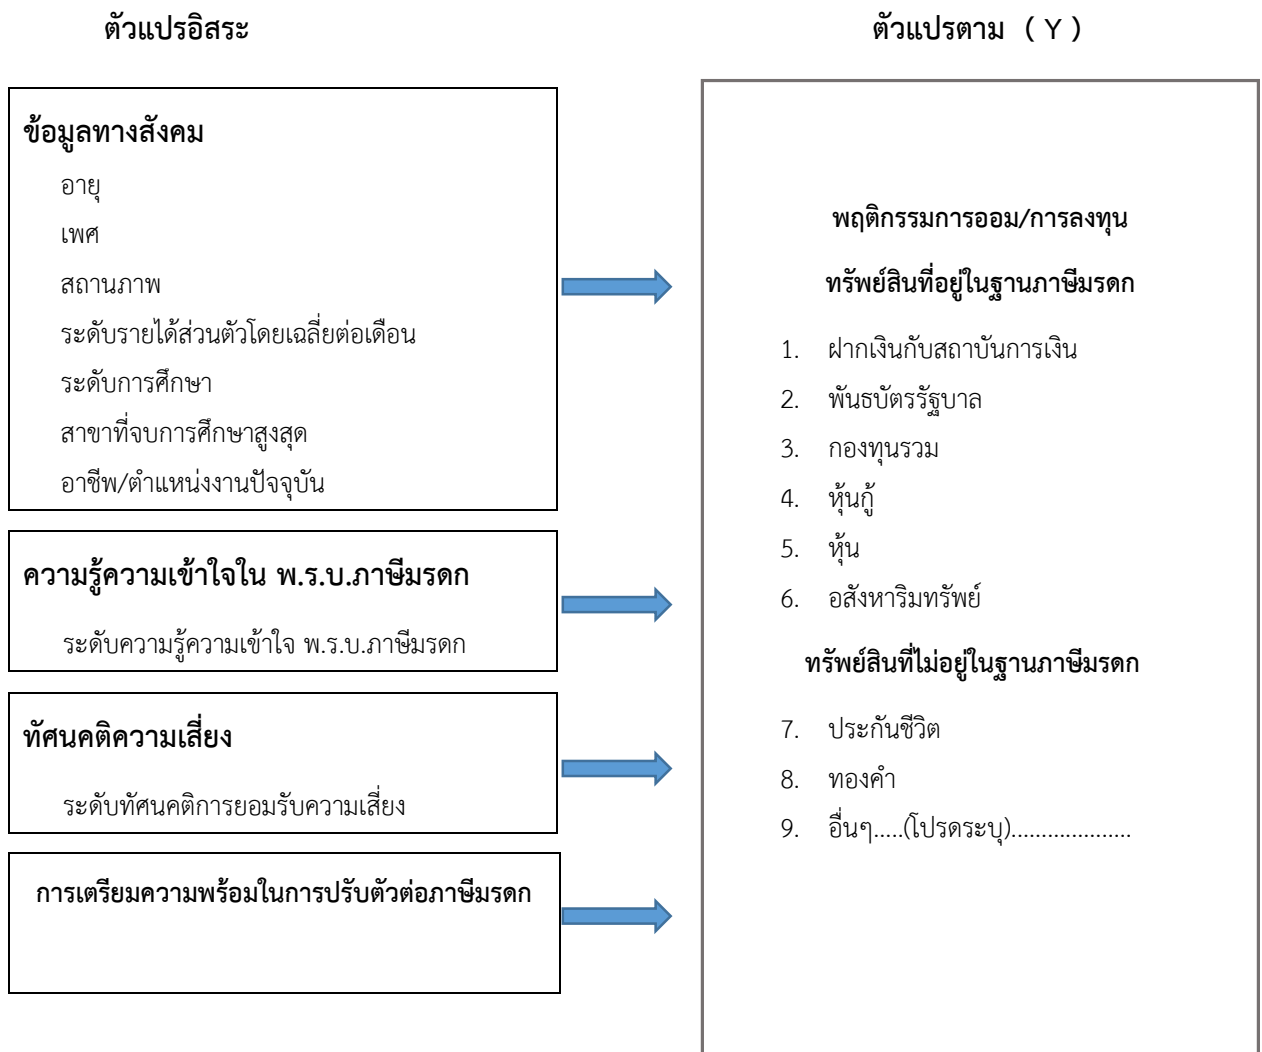 ตัวแปรอิสระ
ตัวแปรตาม ( Y )
ข้อมูลทางสังคม
อายุ
เพศ
สถานภาพ
ระดับรายได้ส่วนตัวโดยเฉลี่ยต่อเดือน
ระดับการศึกษา
สาขาที่จบการศึกษาสูงสุด
อาชีพ/ตำแหน่งงานปัจจุบัน
ความรู้ความเข้าใจใน พ.ร.บ.ภาษีมรดก
ระดับความรู้ความเข้าใจ พ.ร.บ.ภาษีมรดก
ทัศนคติความเสี่ยง
ระดับทัศนคติการยอมรับความเสี่ยง
การเตรียมความพร้อมในการปรับตัวต่อภาษีมรดก
พฤติกรรมการออม/การลงทุน
ทรัพย์สินที่อยู่ในฐานภาษีมรดก
1. ฝากเงินกับสถาบันการเงิน
2. พันธบัตรรัฐบาล
3. กองทุนรวม
4. หุ้นกู้
5. หุ้น
6. อสังหาริมทรัพย์
ทรัพย์สินที่ไม่อยู่ในฐานภาษีมรดก
7. ประกันชีวิต
8. ทองคำ
9. อื่นๆ.....(โปรดระบุ)....................